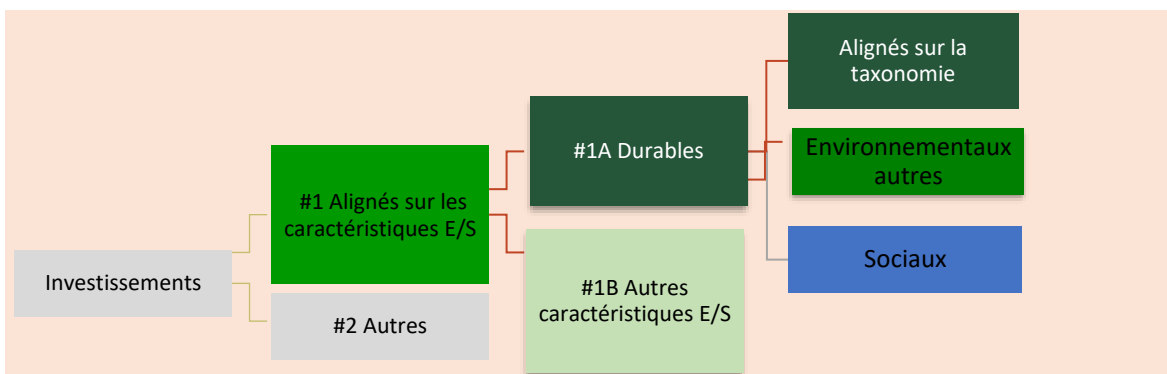 Investissements
#1 Alignés sur les
caractéristiques E/S
#2 Autres
#1A Durables
#1B Autres
caractéristiques E/S
Alignés sur la
taxonomie
Environnementaux
autres
Sociaux